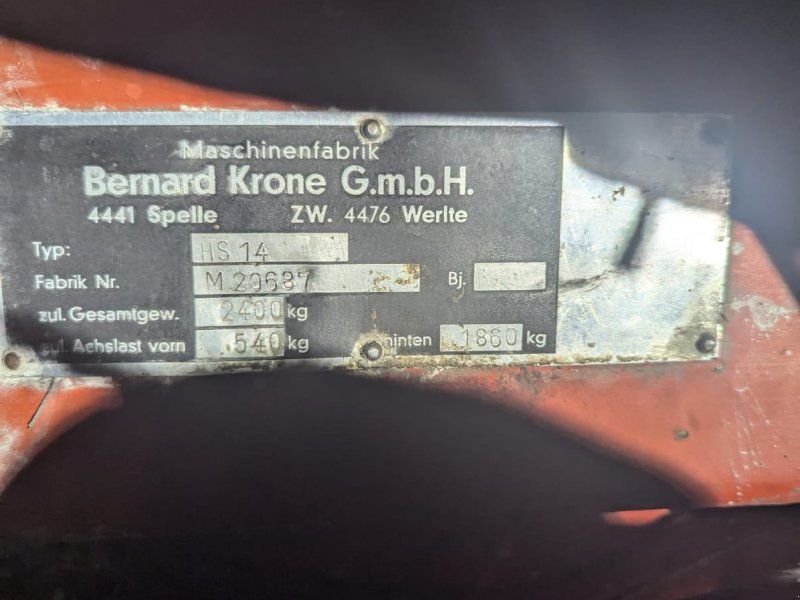 Maschinenfabrik
Bernard Krone G.m.b.H.
4441 Spelle ZW. 4476 Werlte
Typ: HS 14
Fabrik Nr. M 20687 Bj.
zul. Gesamtgew. 2400 kg
zul. Achslast vorn 540 kg hinten 1860 kg